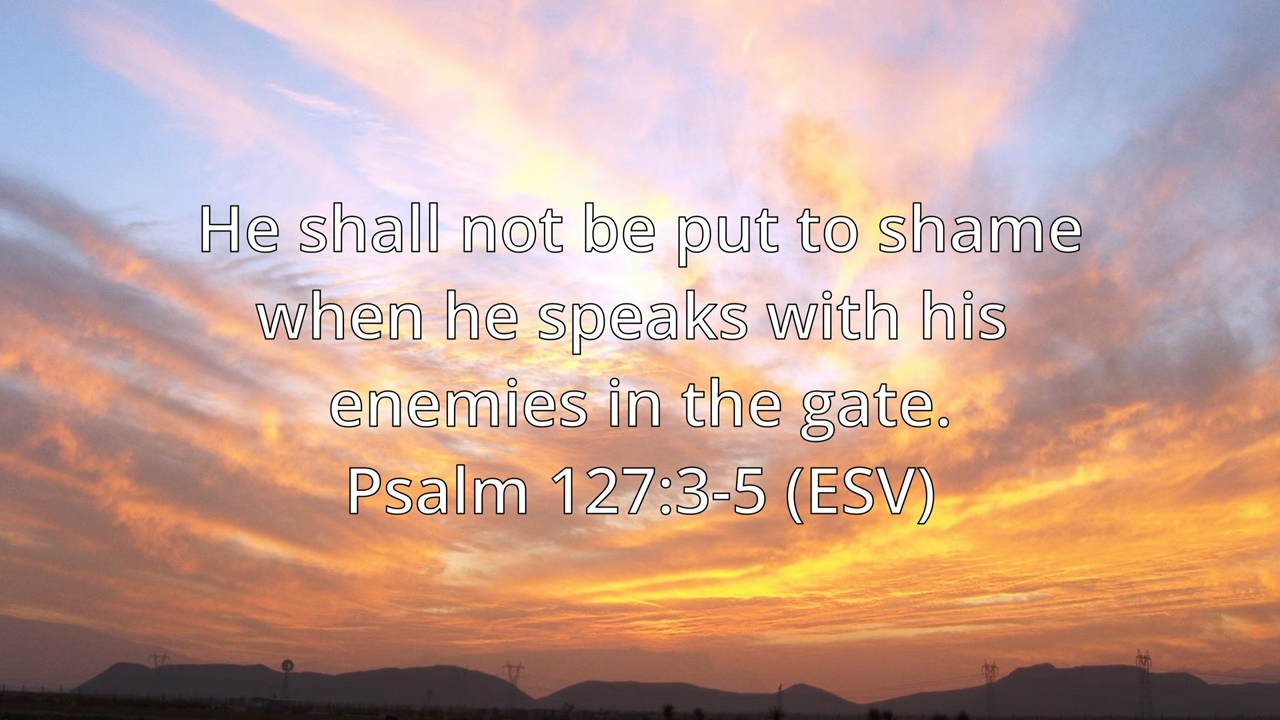 He shall not be put to shame
when he speaks with his
enemies in the gate.
Psalm 127:3-5 (ESV)